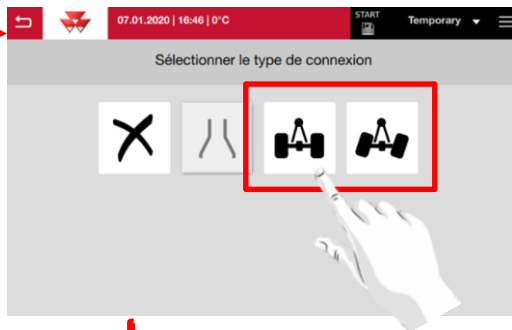 07.01.2020 | 16:46 | 0°C
START
Temporary
Sélectionner le type de connexion